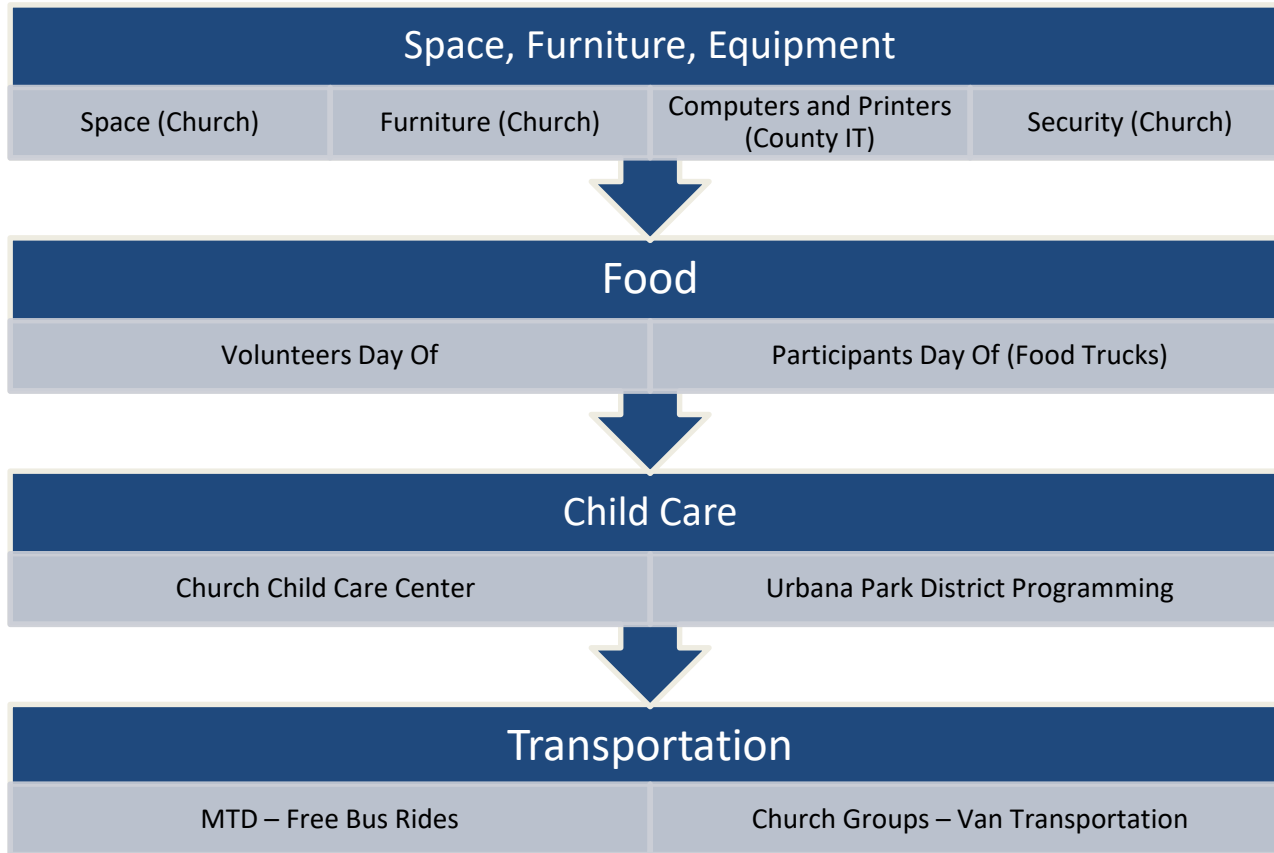 Space, Furniture, Equipment
Space (Church)
Furniture (Church)
Computers and Printers
(County IT)
Security (Church)
Food
Volunteers Day Of
Participants Day Of (Food Trucks)
Child Care
Church Child Care Center
Urbana Park District Programming
Transportation
MTD – Free Bus Rides
Church Groups – Van Transportation